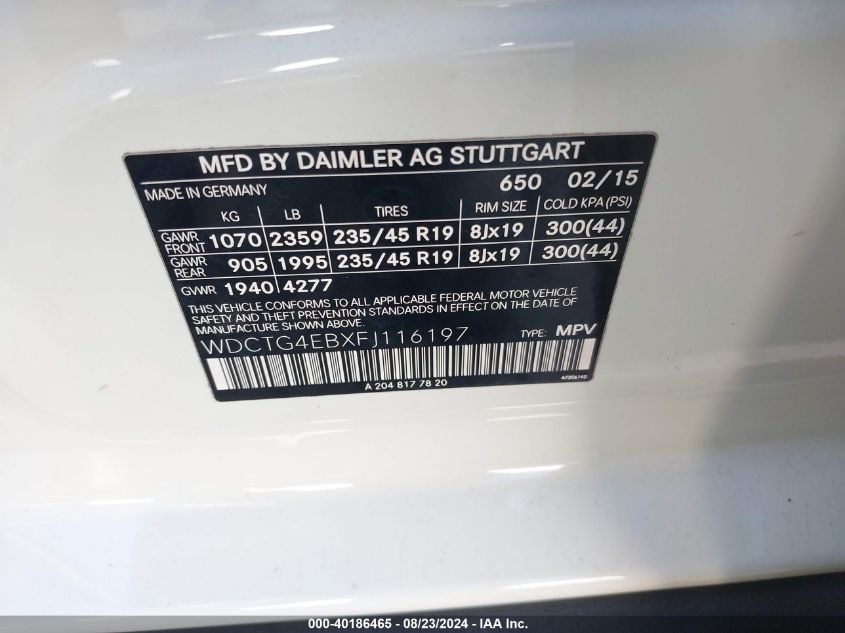 MFD BY DAIMLER AG STUTTGART
MADE IN GERMANY 650 02/15
KG LB TIRES RIM SIZE COLD KPA (PSI)
GAWR FRONT 1070 2359 235/45 R19 8Jx19 300(44)
GAWR REAR 905 1995 235/45 R19 8Jx19 300(44)
GVWR 1940 4277
THIS VEHICLE CONFORMS TO ALL APPLICABLE FEDERAL MOTOR VEHICLE
SAFETY AND THEFT PREVENTION STANDARDS IN EFFECT ON THE DATE OF
MANUFACTURE SHOWN ABOVE.
WDCTG4EBXFJ116197 TYPE: MPV
A 204 817 78 20 47256142
000-40186465 - 08/23/2024 - Copyright © 2024 IAA, Inc.